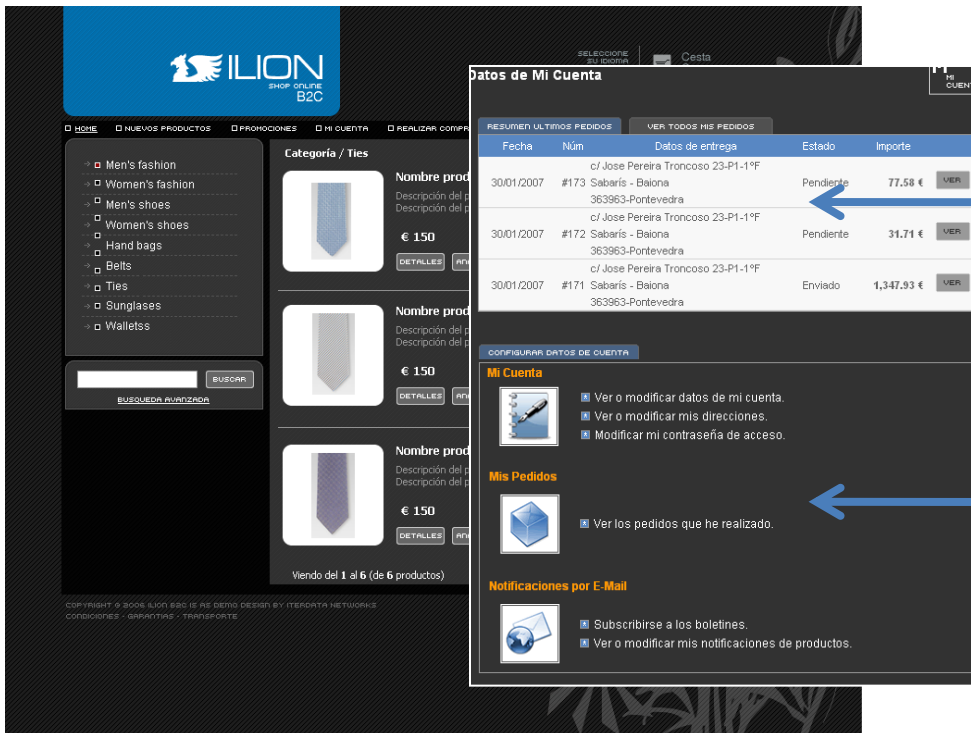 ILION
SHOP ONLINE
B2C
SELECCIONE
SU IDIOMA
Cesta
HOME
NUEVOS PRODUCTOS
PROMOCIONES
MI CUENTA
REALIZAR COMPR
Men's fashion
Women's fashion
Men's shoes
Women's shoes
Hand bags
Belts
Ties
Sunglases
Walletss
BUSCAR
BUSQUEDA AVANZADA
Categoría / Ties
Nombre prod
Descripción del p
Descripción del p
€ 150
DETALLES
Nombre prod
Descripción del p
Descripción del p
€ 150
DETALLES
Nombre prod
Descripción del p
Descripción del p
€ 150
DETALLES
Viendo del 1 al 6 (de 6 productos)
COPYRIGHT © 2006 ILION B2C IS AS DEMO DESIGN BY ITERDATA NETWORKS
CONDICIONES - GARANTIAS - TRANSPORTE
Datos de Mi Cuenta
MI
CUENT
RESUMEN ULTIMOS PEDIDOS
VER TODOS MIS PEDIDOS
Fecha Núm Datos de entrega Estado Importe
c/ Jose Pereira Troncoso 23-P1-1ºF
30/01/2007 #173 Sabarís - Baiona Pendiente 77.58 € VER
363963-Pontevedra
c/ Jose Pereira Troncoso 23-P1-1ºF
30/01/2007 #172 Sabarís - Baiona Pendiente 31.71 € VER
363963-Pontevedra
c/ Jose Pereira Troncoso 23-P1-1ºF
30/01/2007 #171 Sabarís - Baiona Enviado 1,347.93 € VER
363963-Pontevedra
CONFIGURAR DATOS DE CUENTA
Mi Cuenta
Ver o modificar datos de mi cuenta.
Ver o modificar mis direcciones.
Modificar mi contraseña de acceso.
Mis Pedidos
Ver los pedidos que he realizado.
Notificaciones por E-Mail
Subscribirse a los boletines.
Ver o modificar mis notificaciones de productos.